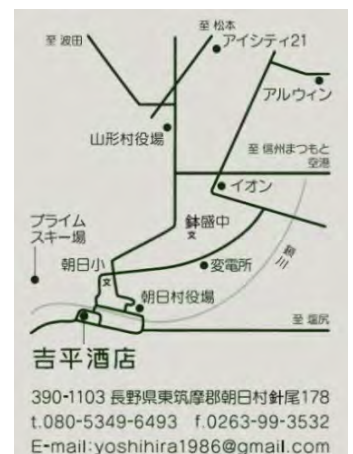 至 松本
至 波田
アイシティ21
アルウィン
山形村役場
至 信州まつもと
空港
イオン
鉢盛中
文
プライム
スキー場
鎖川
朝日小
文
変電所
朝日村役場
至 塩尻
吉平酒店
390-1103 長野県東筑摩郡朝日村針尾178
t.080-5349-6493 f.0263-99-3532
E-mail:yoshihira1986@gmail.com